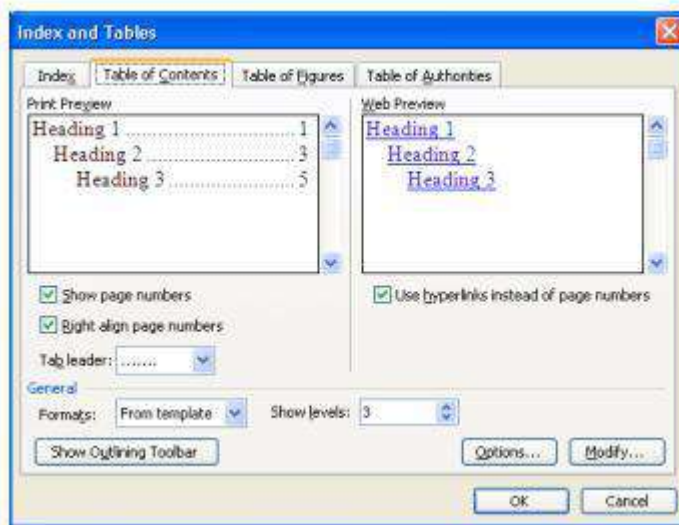 Index and Tables
Index Table of Contents Table of Figures Table of Authorities
Print Preview Web Preview
Heading 1 ............................ 1 Heading 1
Heading 2 ......................... 3 Heading 2
Heading 3 ..................... 5 Heading 3
Show page numbers Use hyperlinks instead of page numbers
Right align page numbers
Tab leader: .......
General
Formats: From template Show levels: 3
Show Outlining Toolbar Options... Modify...
OK Cancel